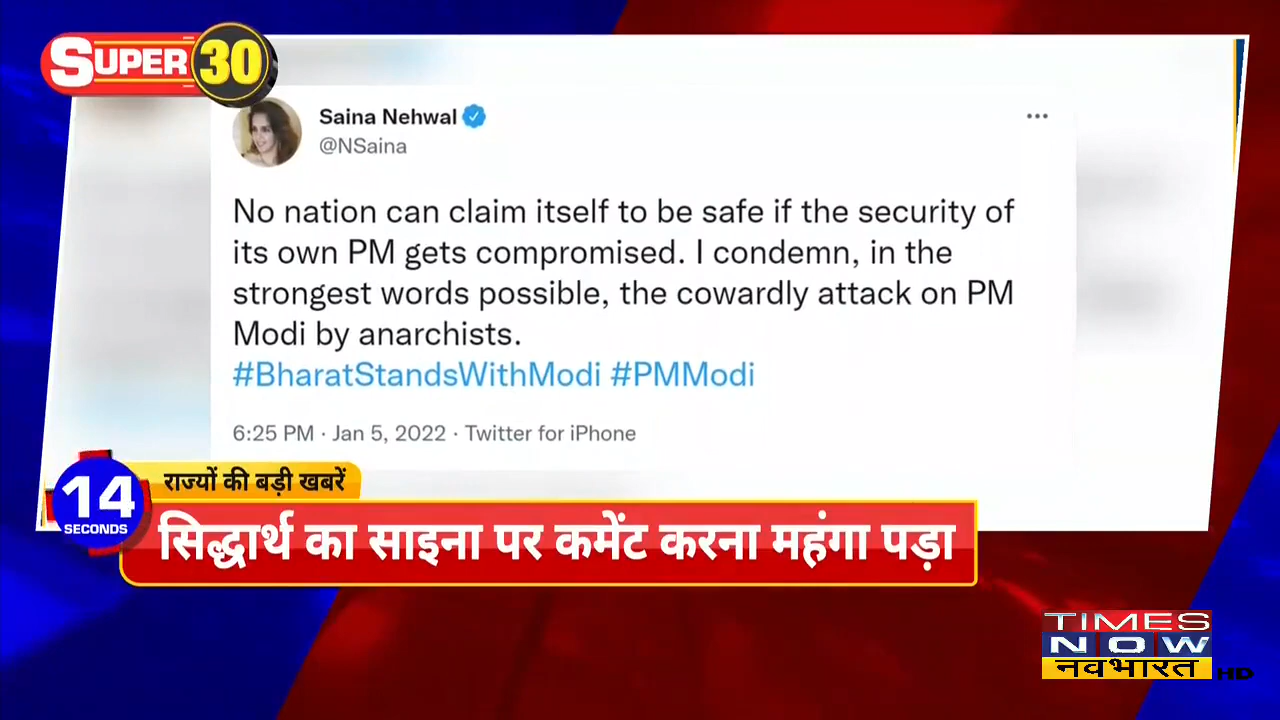 SUPER 30
Saina Nehwal
@NSaina
No nation can claim itself to be safe if the security of
its own PM gets compromised. I condemn, in the
strongest words possible, the cowardly attack on PM
Modi by anarchists.
#BharatStandsWithModi #PMModi
6:25 PM · Jan 5, 2022 · Twitter for iPhone
14
SECONDS
राज्यों की बड़ी खबरें
सिद्धार्थ का साइना पर कमेंट करना महंगा पड़ा
TIMES
NOW
नवभारत HD